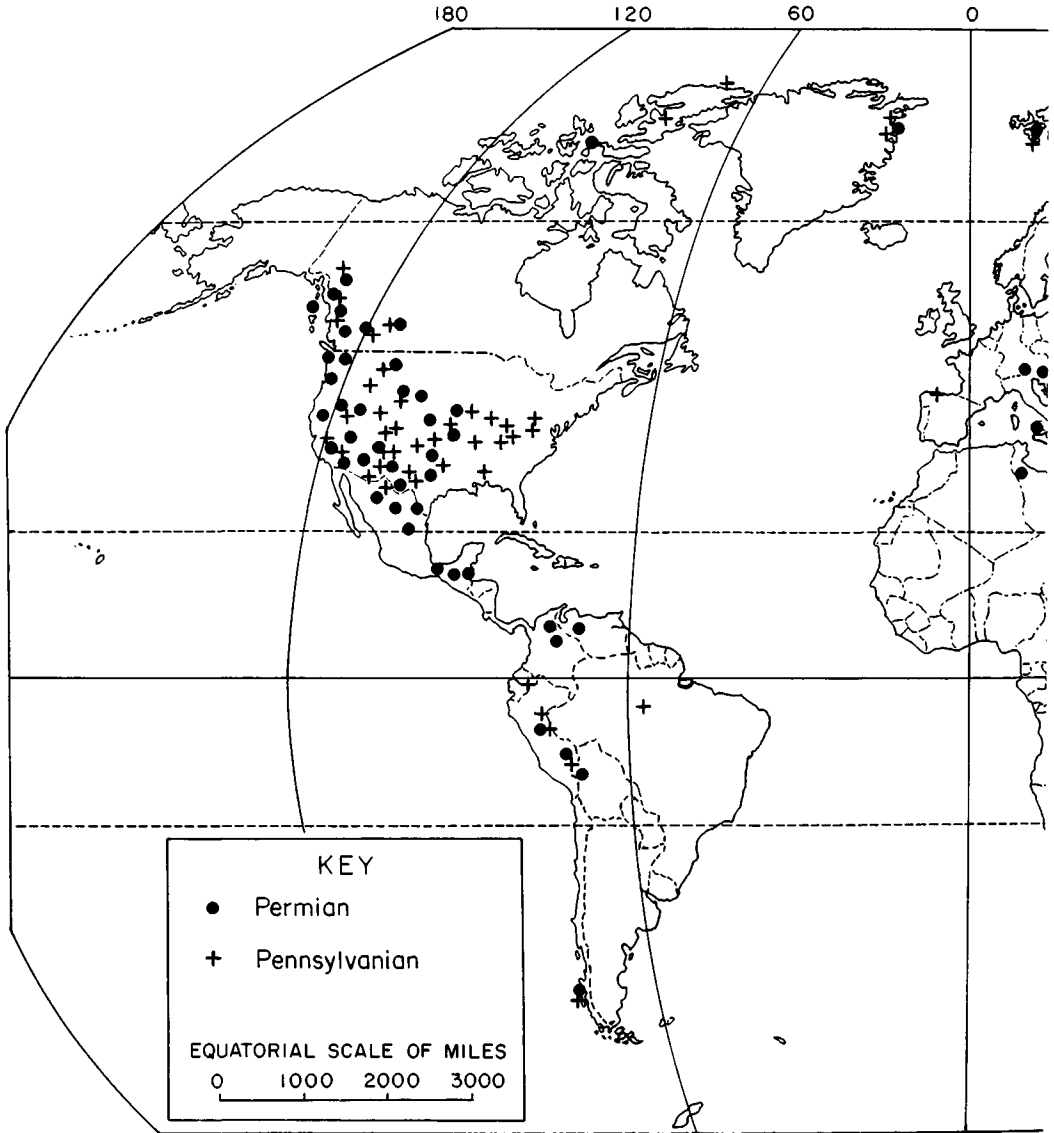 180 120 60 0
KEY
Permian
Pennsylvanian
EQUATORIAL SCALE OF MILES
0 1000 2000 3000